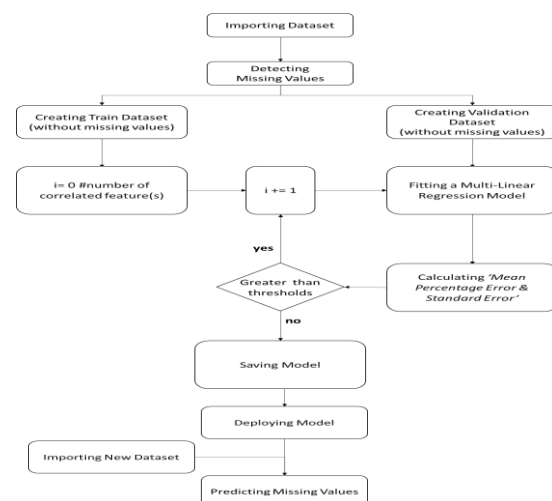 Importing Dataset
Detecting
Missing Values
Creating Train Dataset
(without missing values)
Creating Validation
Dataset
(without missing values)
i= 0 #number of
correlated feature(s)
i += 1
Fitting a Multi-Linear
Regression Model
yes
Greater than
thresholds
Calculating ‘Mean
Percentage Error &
Standard Error’
no
Saving Model
Deploying Model
Importing New Dataset
Predicting Missing Values